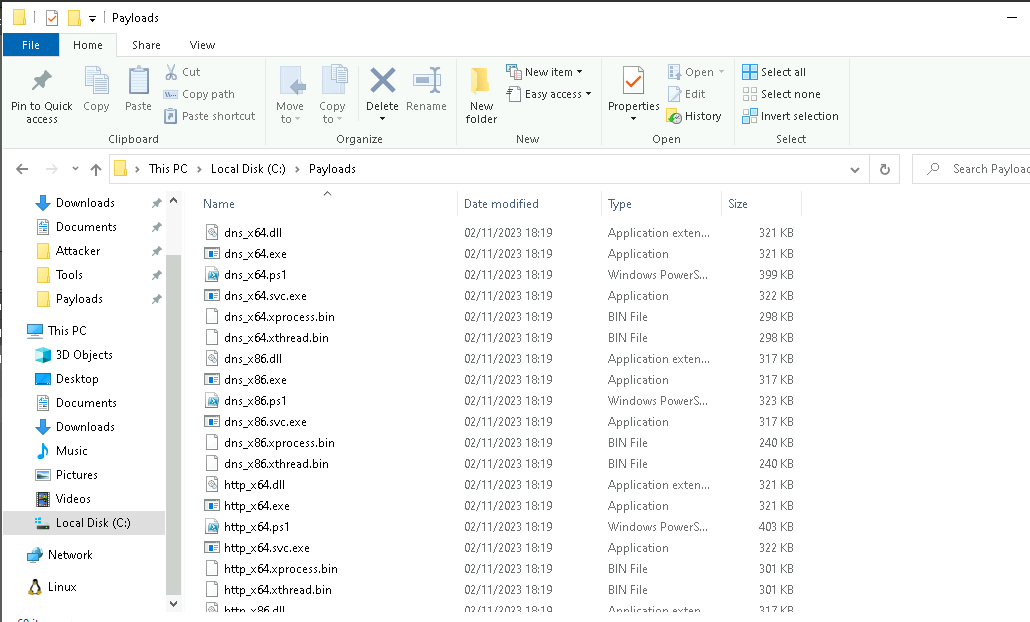 Payloads
File Home Share View
Pin to Quick access
Copy
Paste
Cut
Copy path
Paste shortcut
Clipboard
Move to
Copy to
Delete
Rename
Organize
New folder
New item
Easy access
New
Properties
Open
Edit
History
Open
Select all
Select none
Invert selection
Select
This PC > Local Disk (C:) > Payloads
Search Payloa
Downloads
Documents
Attacker
Tools
Payloads
This PC
3D Objects
Desktop
Documents
Downloads
Music
Pictures
Videos
Local Disk (C:)
Network
Linux
Name Date modified Type Size
dns_x64.dll 02/11/2023 18:19 Application exten... 321 KB
dns_x64.exe 02/11/2023 18:19 Application 321 KB
dns_x64.ps1 02/11/2023 18:19 Windows PowerS... 399 KB
dns_x64.svc.exe 02/11/2023 18:19 Application 322 KB
dns_x64.xprocess.bin 02/11/2023 18:19 BIN File 298 KB
dns_x64.xthread.bin 02/11/2023 18:19 BIN File 298 KB
dns_x86.dll 02/11/2023 18:19 Application exten... 317 KB
dns_x86.exe 02/11/2023 18:19 Application 317 KB
dns_x86.ps1 02/11/2023 18:19 Windows PowerS... 323 KB
dns_x86.svc.exe 02/11/2023 18:19 Application 317 KB
dns_x86.xprocess.bin 02/11/2023 18:19 BIN File 240 KB
dns_x86.xthread.bin 02/11/2023 18:19 BIN File 240 KB
http_x64.dll 02/11/2023 18:19 Application exten... 321 KB
http_x64.exe 02/11/2023 18:19 Application 321 KB
http_x64.ps1 02/11/2023 18:19 Windows PowerS... 403 KB
http_x64.svc.exe 02/11/2023 18:19 Application 322 KB
http_x64.xprocess.bin 02/11/2023 18:19 BIN File 301 KB
http_x64.xthread.bin 02/11/2023 18:19 BIN File 301 KB
http_x86.dll 02/11/2023 18:19 Application exten... 317 KB